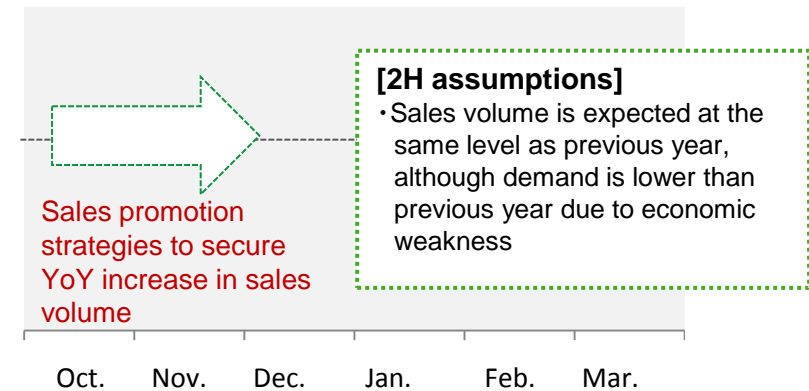 [2H assumptions]
・Sales volume is expected at the
same level as previous year,
although demand is lower than
previous year due to economic
weakness
Sales promotion
strategies to secure
YoY increase in sales
volume
Oct. Nov. Dec. Jan. Feb. Mar.